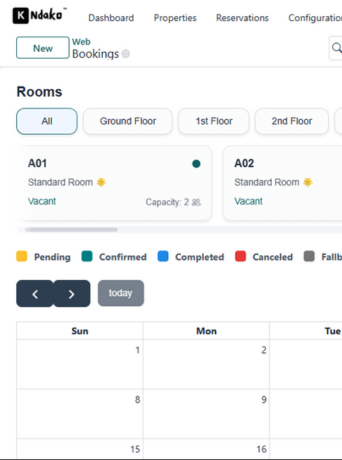 K Ndako™ Dashboard Properties Reservations Configuration
New Web
Bookings
Rooms
All Ground Floor 1st Floor 2nd Floor
A01 A02
Standard Room Standard Room
Vacant Capacity: 2 Vacant
Pending Confirmed Completed Canceled Fallb
< > today
Sun Mon Tue
1 2
8 9
15 16